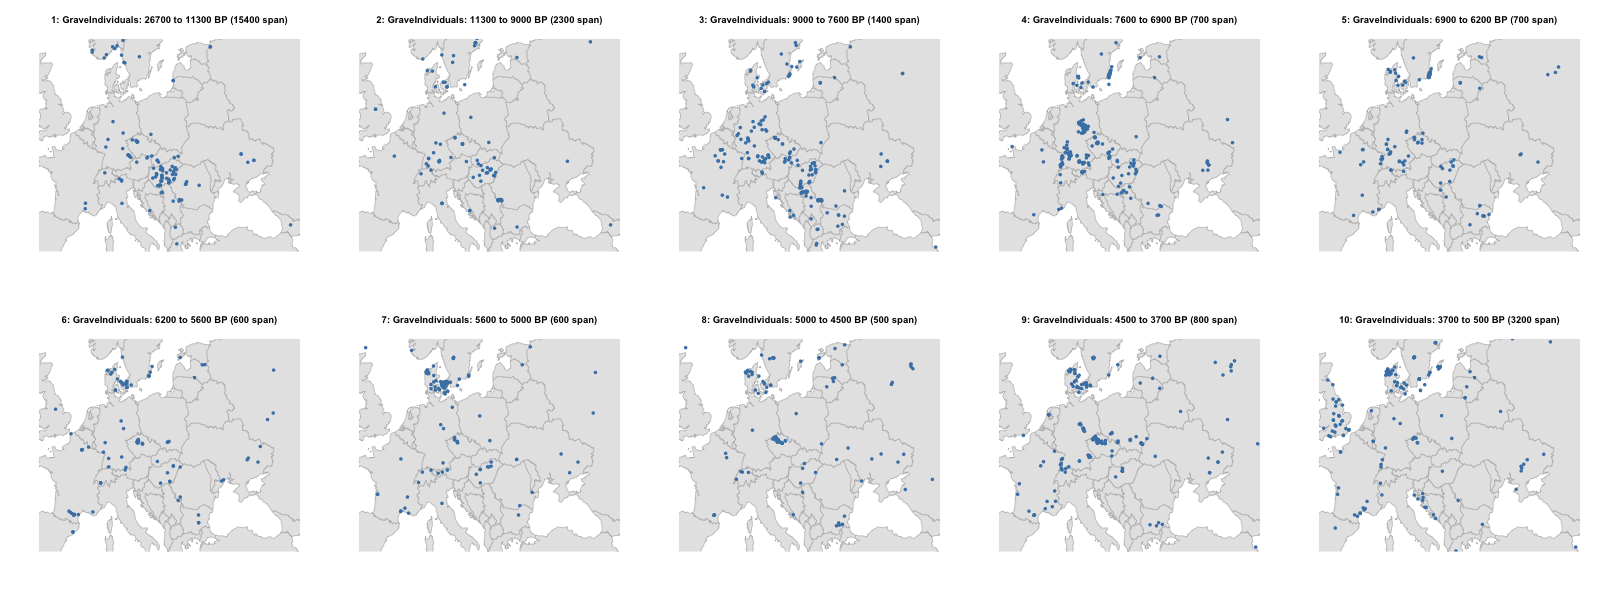 1: GraveIndividuals: 26700 to 11300 BP (15400 span)
2: GraveIndividuals: 11300 to 9000 BP (2300 span)
3: GraveIndividuals: 9000 to 7600 BP (1400 span)
4: GraveIndividuals: 7600 to 6900 BP (700 span)
5: GraveIndividuals: 6900 to 6200 BP (700 span)
6: GraveIndividuals: 6200 to 5600 BP (600 span)
7: GraveIndividuals: 5600 to 5000 BP (600 span)
8: GraveIndividuals: 5000 to 4500 BP (500 span)
9: GraveIndividuals: 4500 to 3700 BP (800 span)
10: GraveIndividuals: 3700 to 500 BP (3200 span)